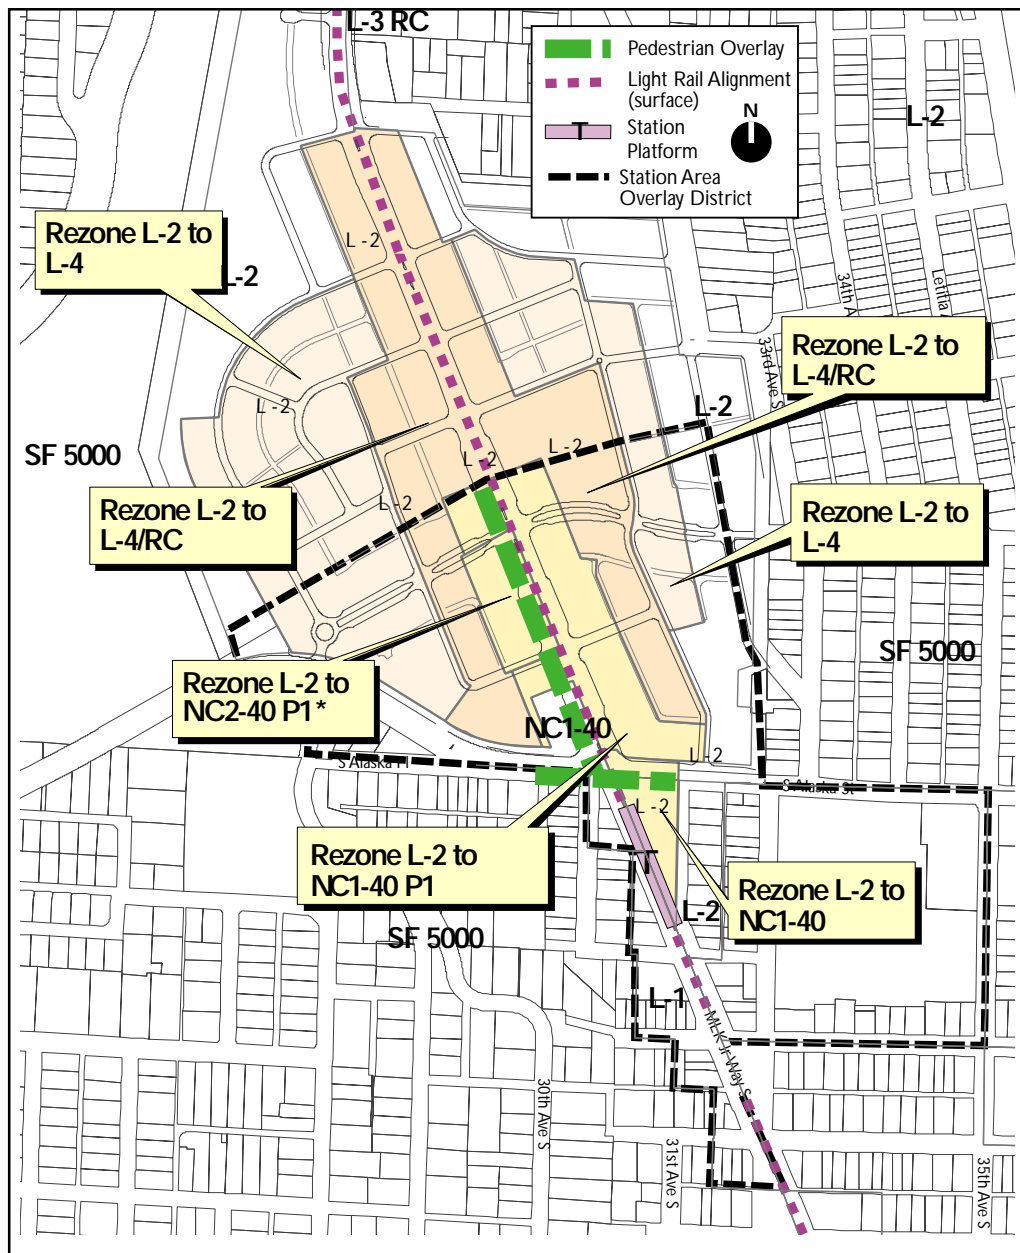 L-3 RC
Pedestrian Overlay
Light Rail Alignment
(surface)
T
Station
Platform
N
Station Area
Overlay District
L-2
Rezone L-2 to
L-4
L-2
L-2
34th A
Letitia A
33rd Ave S
Rezone L-2 to
L-4/RC
L-2
L-2
SF 5000
L-2
L-2
L-2
Rezone L-2 to
L-4/RC
Rezone L-2 to
L-4
SF 5000
Rezone L-2 to
NC2-40 P1*
NC1-40
L-2
S Alaska Pl
S Alaska St
L-2
Rezone L-2 to
NC1-40 P1
T
Rezone L-2 to
NC1-40
L-2
SF 5000
L-1
MLK Jr Way S
30th Ave S
31st Ave S
35th Ave S